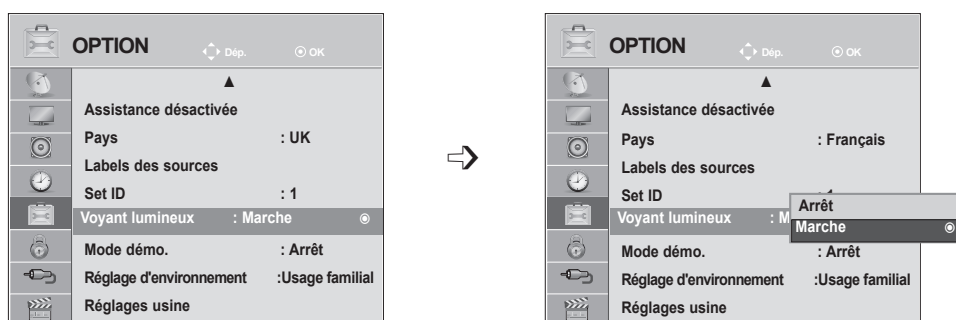 OPTION
Dép.
OK
Assistance désactivée
Pays : UK
Labels des sources
Set ID : 1
Voyant lumineux : Marche
Mode démo. : Arrêt
Réglage d'environnement :Usage familial
Réglages usine
OPTION
Dép.
OK
Assistance désactivée
Pays : Français
Labels des sources
Set ID
Voyant lumineux : M
Arrêt
Marche
Mode démo. : Arrêt
Réglage d'environnement :Usage familial
Réglages usine